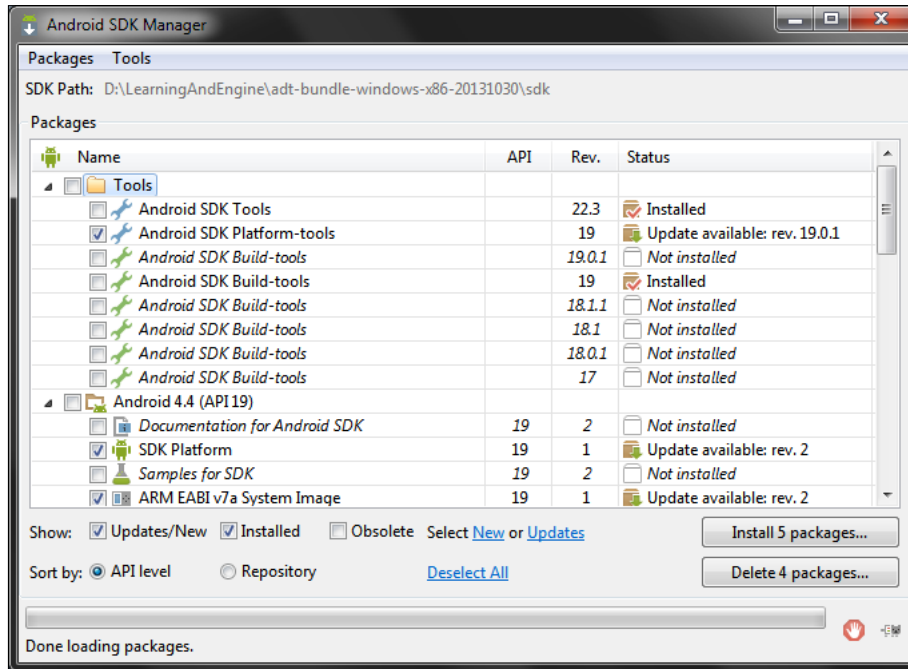 Android SDK Manager
Packages Tools
SDK Path: D:\LearningAndEngine\adt-bundle-windows-x86-20131030\sdk
Packages
Name API Rev. Status
Tools
Android SDK Tools 22.3 Installed
Android SDK Platform-tools 19 Update available: rev. 19.0.1
Android SDK Build-tools 19.0.1 Not installed
Android SDK Build-tools 19 Installed
Android SDK Build-tools 18.1.1 Not installed
Android SDK Build-tools 18.1 Not installed
Android SDK Build-tools 18.0.1 Not installed
Android SDK Build-tools 17 Not installed
Android 4.4 (API 19)
Documentation for Android SDK 19 2 Not installed
SDK Platform 19 1 Update available: rev. 2
Samples for SDK 19 2 Not installed
ARM EABI v7a System Image 19 1 Update available: rev. 2
Show: Updates/New Installed Obsolete Select New or Updates Install 5 packages...
Sort by: API level Repository Deselect All Delete 4 packages...
Done loading packages.